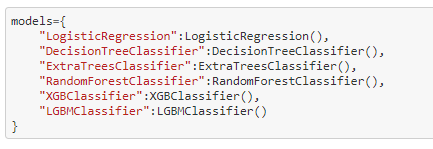 models={
    "LogisticRegression":LogisticRegression(),
    "DecisionTreeClassifier":DecisionTreeClassifier(),
    "ExtraTreesClassifier":ExtraTreesClassifier(),
    "RandomForestClassifier":RandomForestClassifier(),
    "XGBClassifier":XGBClassifier(),
    "LGBMClassifier":LGBMClassifier()
}